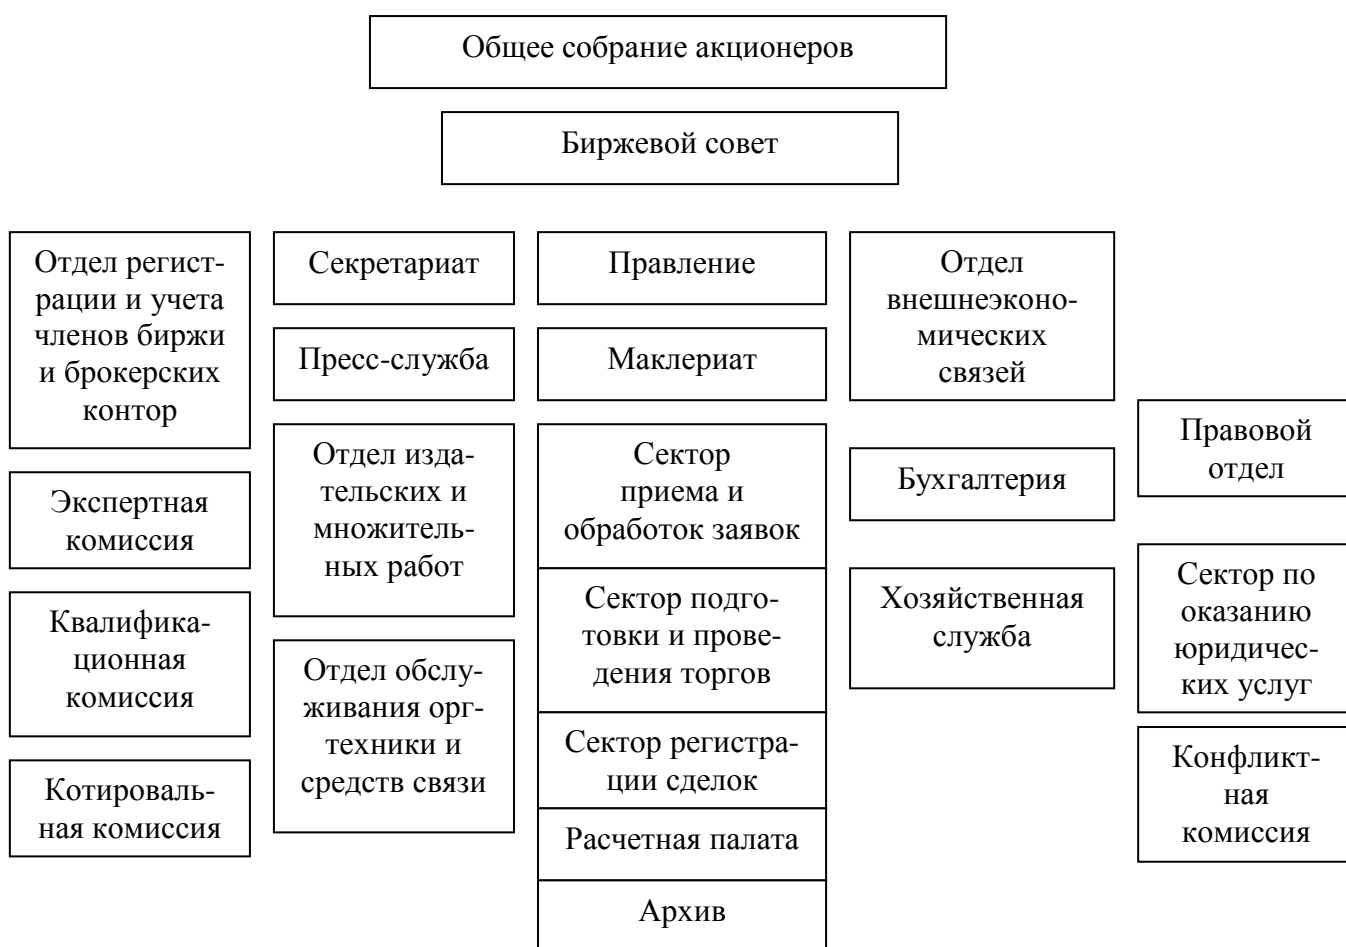 Общее собрание акционеров
Биржевой совет
Отдел регист-
рации и учета
членов биржи
и брокерских
контор
Экспертная
комиссия
Квалифика-
ционная
комиссия
Котироваль-
ная комиссия
Секретариат
Пресс-служба
Отдел изда-
тельских и
множитель-
ных работ
Отдел обслу-
живания орг-
техники и
средств связи
Правление
Маклериат
Сектор
приема и
обработок заявок
Сектор подго-
товки и прове-
дения торгов
Сектор регистра-
ции сделок
Расчетная палата
Архив
Отдел
внешнеэконо-
мических
связей
Бухгалтерия
Хозяйственная
служба
Правовой
отдел
Сектор по
оказанию
юридичес-
ких услуг
Конфликт-
ная
комиссия